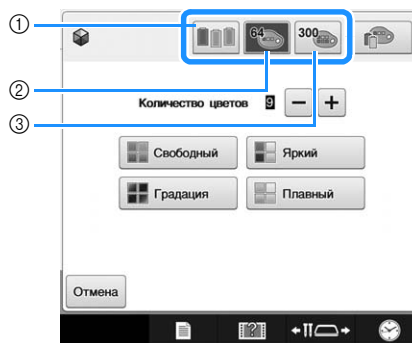 ①
64
300
②
③
Количество цветов 9 − +
Свободный Яркий
Градация Плавный
Отмена